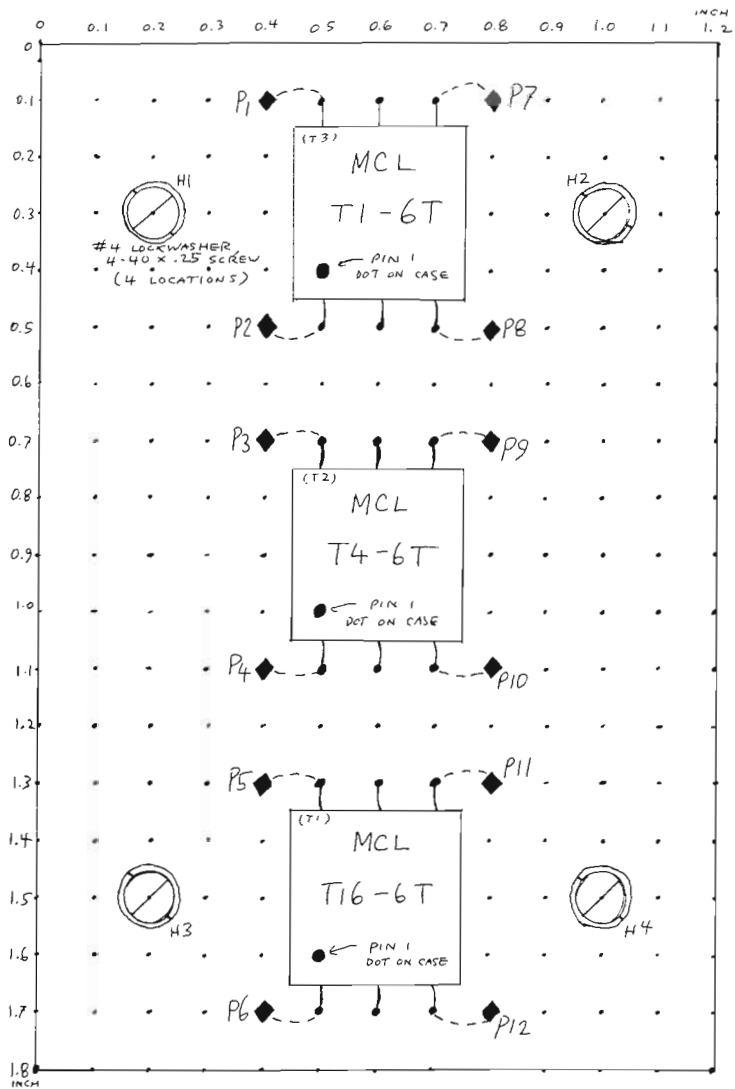 INCH
0 0.1 0.2 0.3 0.4 0.5 0.6 0.7 0.8 0.9 1.0 1.1 1.2
0
0.1 P1 P7
(T3)
0.2 MCL
H1 H2
0.3 T1-6T
#4 LOCKWASHER,
4-40 x .25 SCREW
(4 LOCATIONS)
0.4 PIN 1
DOT ON CASE
0.5 P2 P8
0.6
0.7 P3 P9
(T2)
0.8 MCL
0.9 T4-6T
1.0 PIN 1
DOT ON CASE
1.1 P4 P10
1.2
1.3 P5 P11
(T1)
1.4 MCL
1.5 T16-6T
H3 H4
1.6 PIN 1
DOT ON CASE
1.7 P6 P12
1.8
INCH